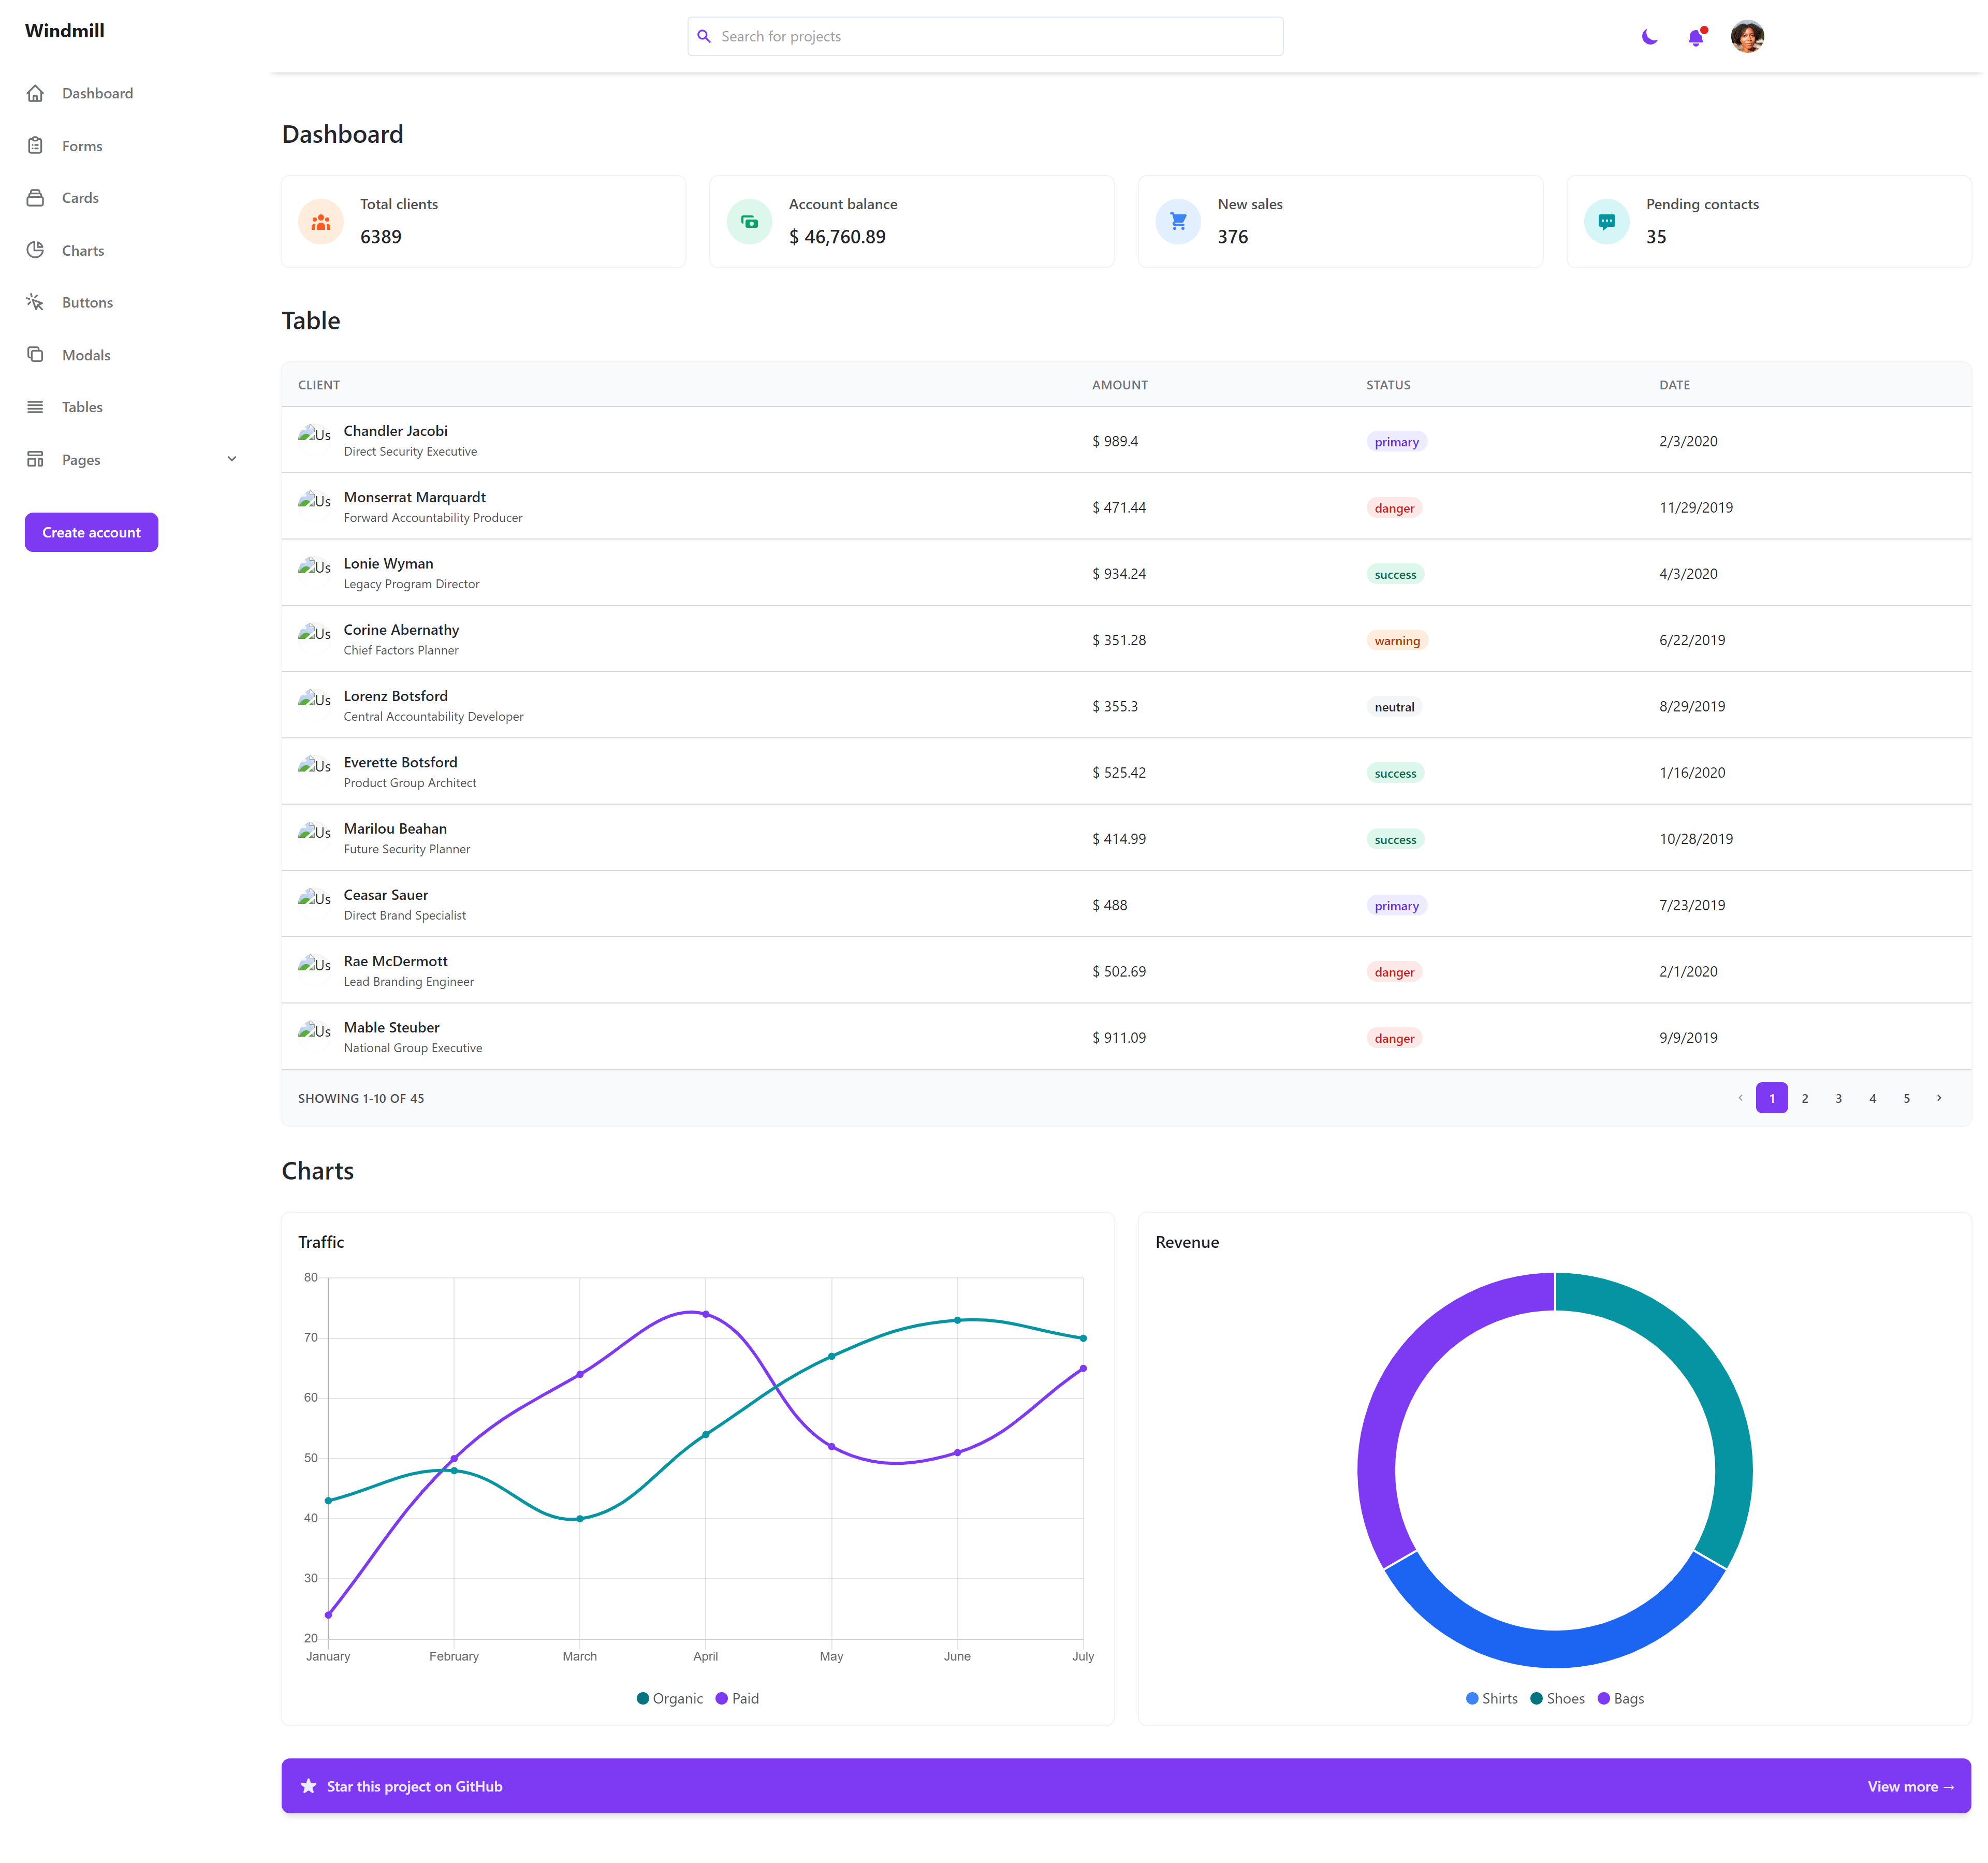 Windmill
Search for projects
Dashboard
Forms
Cards
Charts
Buttons
Modals
Tables
Pages
Create account
Dashboard
Total clients
6389
Account balance
$ 46,760.89
New sales
376
Pending contacts
35
Table
CLIENT AMOUNT STATUS DATE
Us Chandler Jacobi
Direct Security Executive
$ 989.4 primary 2/3/2020
Us Monserrat Marquardt
Forward Accountability Producer
$ 471.44 danger 11/29/2019
Us Lonie Wyman
Legacy Program Director
$ 934.24 success 4/3/2020
Us Corine Abernathy
Chief Factors Planner
$ 351.28 warning 6/22/2019
Us Lorenz Botsford
Central Accountability Developer
$ 355.3 neutral 8/29/2019
Us Everette Botsford
Product Group Architect
$ 525.42 success 1/16/2020
Us Marilou Beahan
Future Security Planner
$ 414.99 success 10/28/2019
Us Ceasar Sauer
Direct Brand Specialist
$ 488 primary 7/23/2019
Us Rae McDermott
Lead Branding Engineer
$ 502.69 danger 2/1/2020
Us Mable Steuber
National Group Executive
$ 911.09 danger 9/9/2019
SHOWING 1-10 OF 45 1 2 3 4 5
Charts
Traffic
80
70
60
50
40
30
20
January February March April May June July
Organic Paid
Revenue
Shirts Shoes Bags
Star this project on GitHub View more →